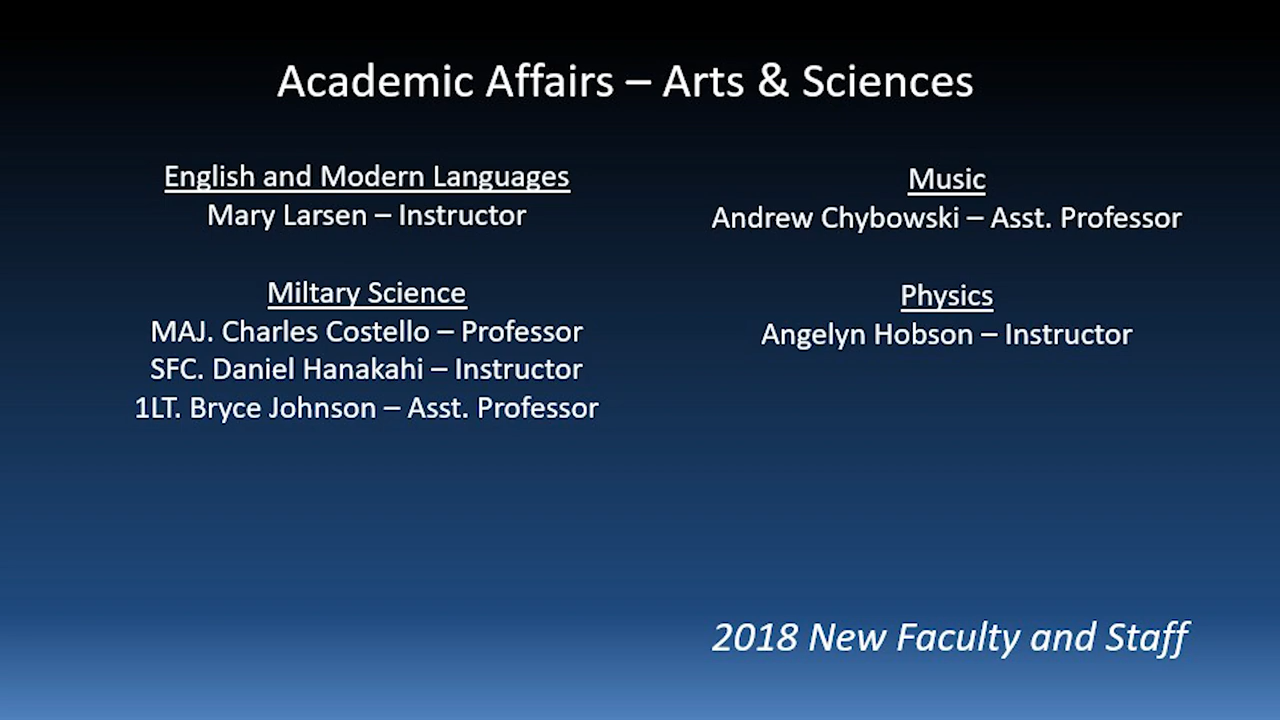 Academic Affairs – Arts & Sciences
English and Modern Languages
Mary Larsen – Instructor
Miltary Science
MAJ. Charles Costello – Professor
SFC. Daniel Hanakahi – Instructor
1LT. Bryce Johnson – Asst. Professor
Music
Andrew Chybowski – Asst. Professor
Physics
Angelyn Hobson – Instructor
2018 New Faculty and Staff